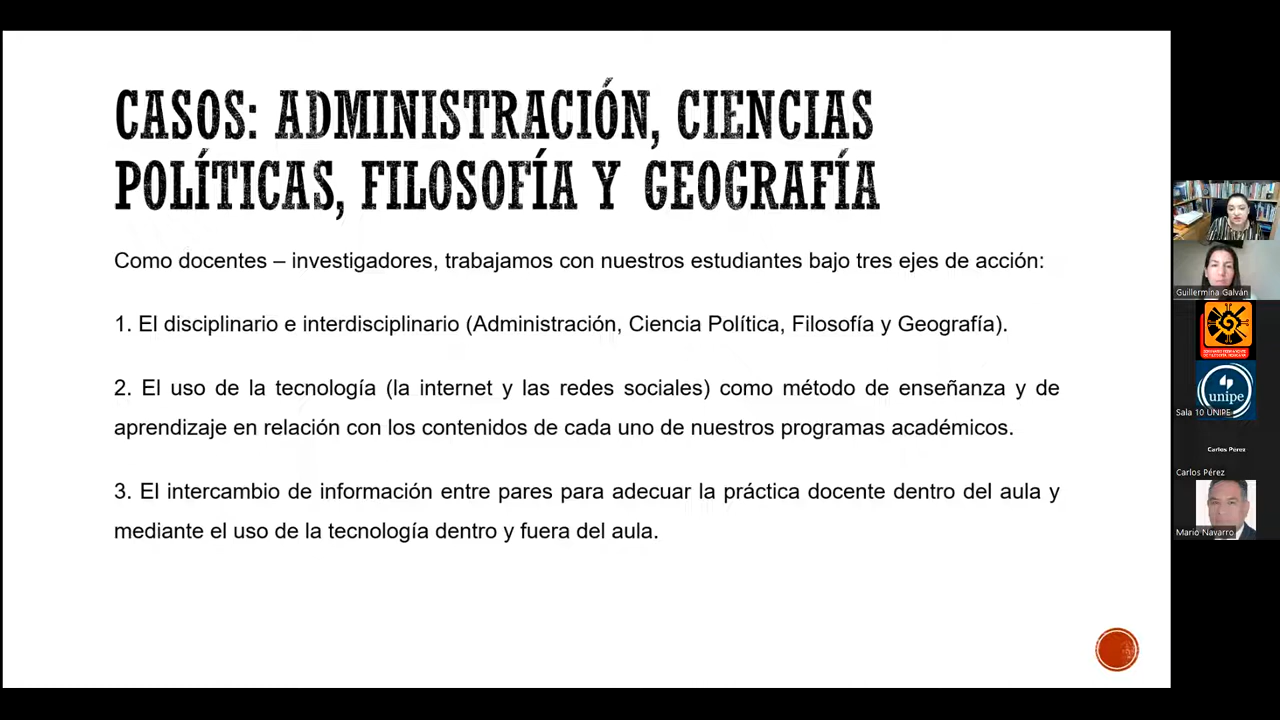 CASOS: ADMINISTRACIÓN, CIENCIAS
POLÍTICAS, FILOSOFÍA Y GEOGRAFÍA
Como docentes – investigadores, trabajamos con nuestros estudiantes bajo tres ejes de acción:
1. El disciplinario e interdisciplinario (Administración, Ciencia Política, Filosofía y Geografía).
2. El uso de la tecnología (la internet y las redes sociales) como método de enseñanza y de
aprendizaje en relación con los contenidos de cada uno de nuestros programas académicos.
3. El intercambio de información entre pares para adecuar la práctica docente dentro del aula y
mediante el uso de la tecnología dentro y fuera del aula.
Guillermina Galván
unipe
Sala 10 UNIPE
Carlos Pérez
Carlos Pérez
Mario Navarro